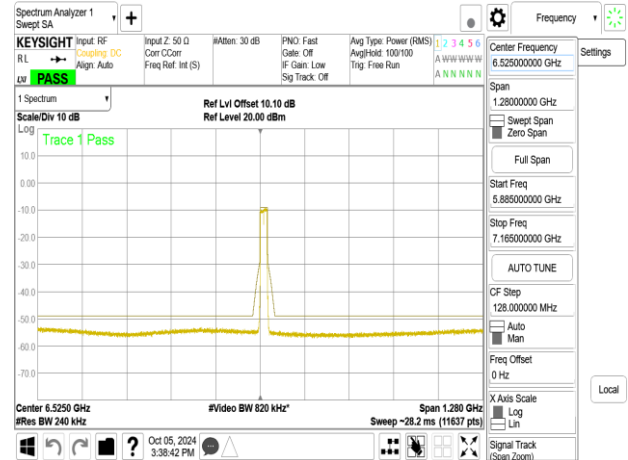 Spectrum Analyzer 1
Swept SA
+
Frequency
KEYSIGHT
Input: RF
Input Z: 50 Ω
#Atten: 30 dB
PNO: Fast
Avg Type: Power (RMS)
1 2 3 4 5 6
RL
Coupling: DC
Corr CCorr
Gate: Off
Avg|Hold: 100/100
A WWWWW
Align: Auto
Freq Ref: Int (S)
IF Gain: Low
Trig: Free Run
LXI
PASS
Sig Track: Off
A N N N N N
Center Frequency
6.525000000 GHz
Settings
Span
1.28000000 GHz
Swept Span
Zero Span
Full Span
Start Freq
5.885000000 GHz
Stop Freq
7.165000000 GHz
AUTO TUNE
CF Step
128.000000 MHz
Auto
Man
Freq Offset
0 Hz
X Axis Scale
Log
Lin
Local
Signal Track
(Span Zoom)
1 Spectrum
Ref Lvl Offset 10.10 dB
Scale/Div 10 dB
Ref Level 20.00 dBm
Log
Trace 1 Pass
10.0
0.00
-10.0
-20.0
-30.0
-40.0
-50.0
-60.0
-70.0
Center 6.5250 GHz
#Video BW 820 kHz*
Span 1.280 GHz
#Res BW 240 kHz
Sweep ~28.2 ms (11637 pts)
?
Oct 05, 2024
3:38:42 PM